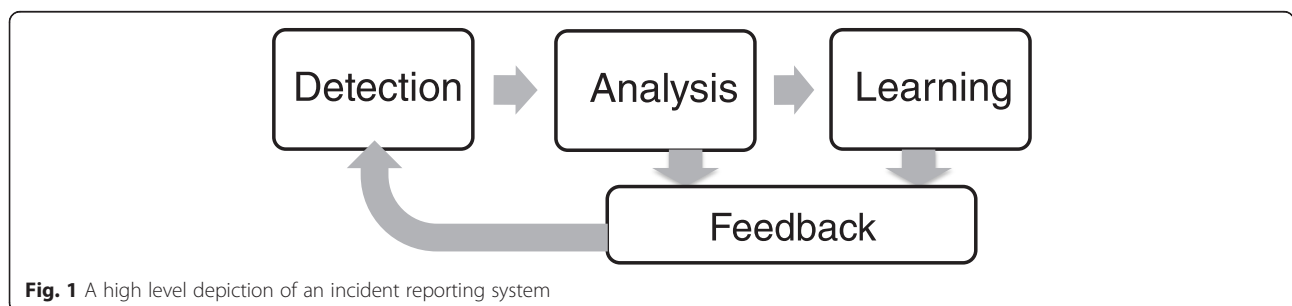 Detection
Analysis
Learning
Feedback
Fig. 1 A high level depiction of an incident reporting system